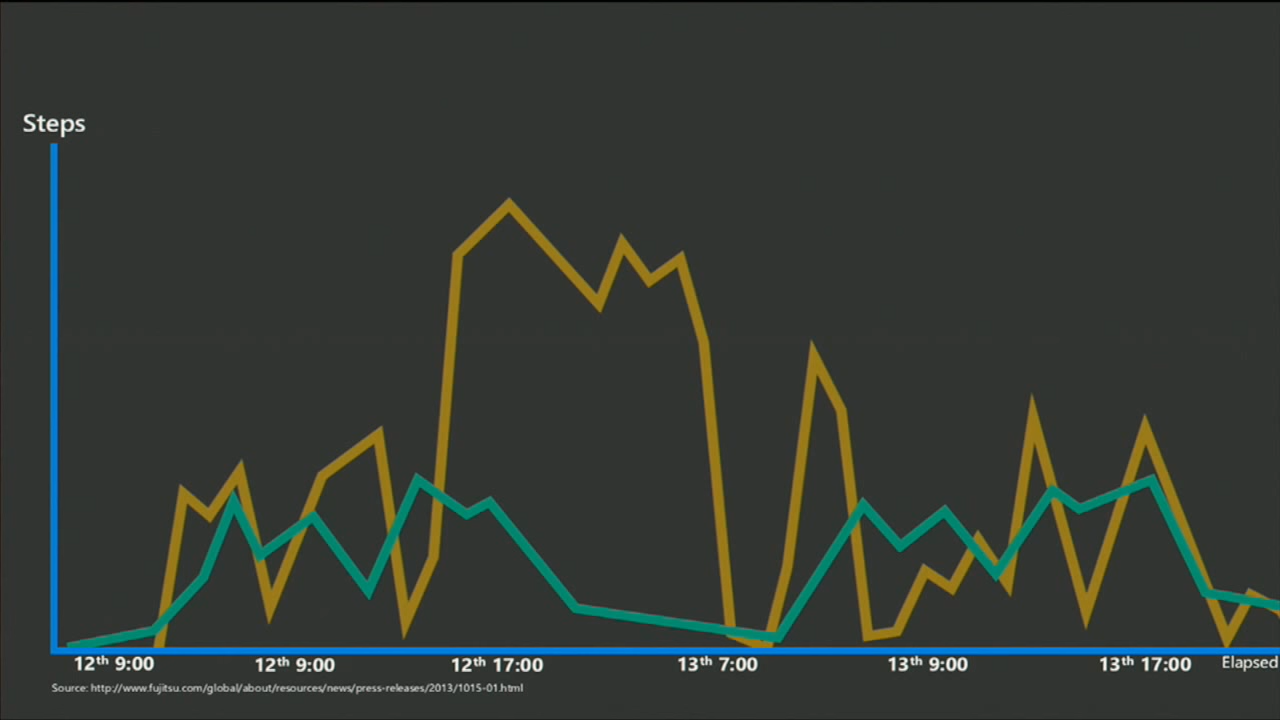 Steps
12th 9:00 12th 9:00 12th 17:00 13th 7:00 13th 9:00 13th 17:00 Elapsed
Source: http://www.fujitsu.com/global/about/resources/news/press-releases/2013/1015-01.html